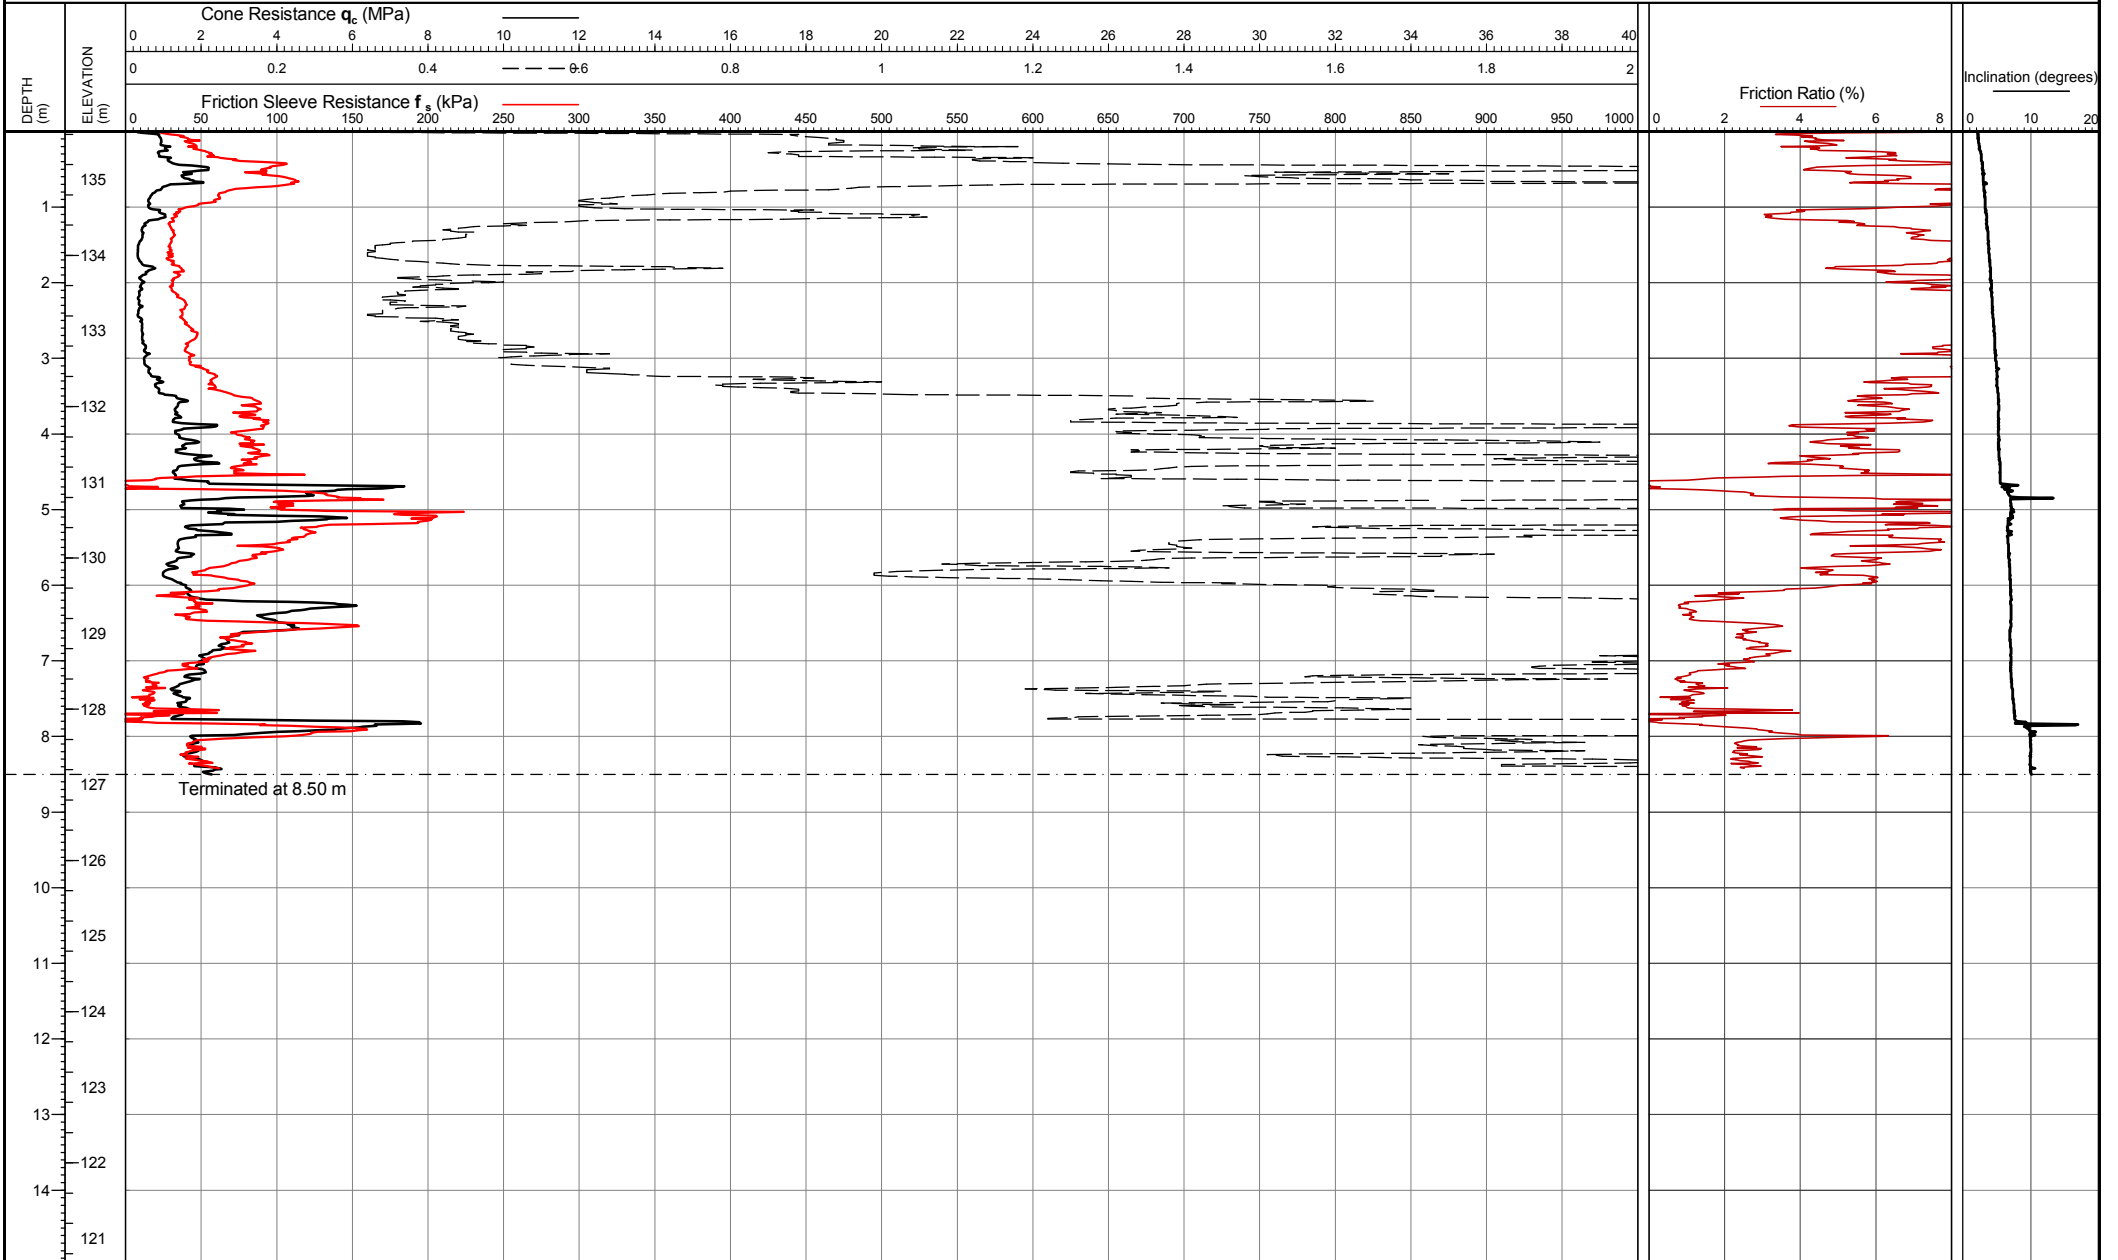 Cone Resistance qc (MPa)
0 2 4 6 8 10 12 14 16 18 20 22 24 26 28 30 32 34 36 38 40
0 0.2 0.4 0.6 0.8 1 1.2 1.4 1.6 1.8 2
Friction Sleeve Resistance fs (kPa)
0 50 100 150 200 250 300 350 400 450 500 550 600 650 700 750 800 850 900 950 1000
DEPTH
(m)
ELEVATION
(m)
Friction Ratio (%)
0 2 4 6 8
Inclination (degrees)
0 10 20
135
1
134
2
133
3
132
4
131
5
130
6
129
7
128
8
127
Terminated at 8.50 m
9
126
10
125
11
124
12
123
13
122
14
121